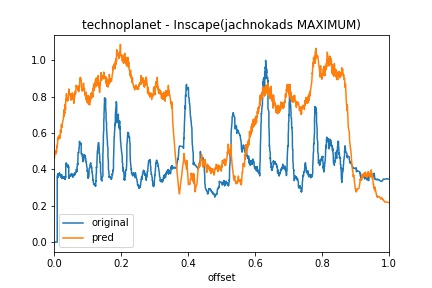 technoplanet - Inscape(jachnokads MAXIMUM)
1.0
0.8
0.6
0.4
0.2
0.0
original
pred
0.0 0.2 0.4 0.6 0.8 1.0
offset